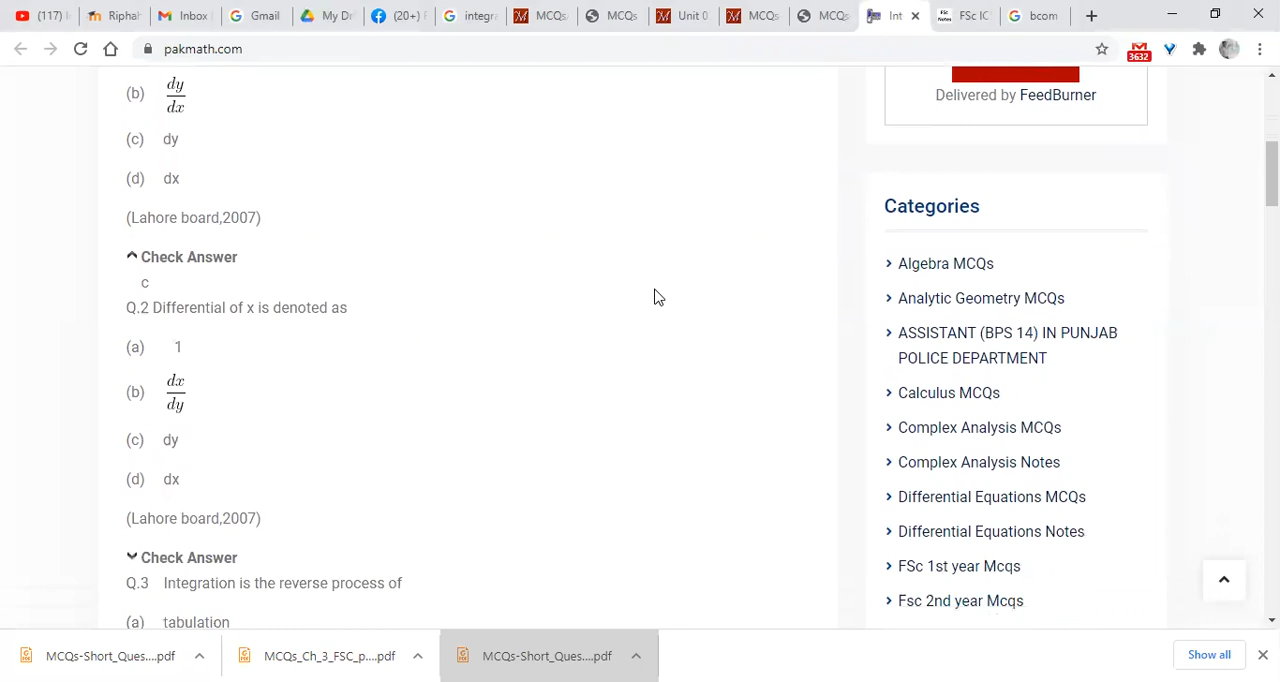 (117) I
Riphal
Inbox
Gmail
My Dr
(20+) F
integra
MCQs
MCQs
Unit 0
MCQs
MCQs
Int
FSc IC
bcom
pakmath.com
3632
(b) dy
dx
(c) dy
(d) dx
(Lahore board,2007)
Check Answer
c
Q.2 Differential of x is denoted as
(a) 1
(b) dx
dy
(c) dy
(d) dx
(Lahore board,2007)
Check Answer
Q.3 Integration is the reverse process of
(a) tabulation
Delivered by FeedBurner
Categories
Algebra MCQs
Analytic Geometry MCQs
ASSISTANT (BPS 14) IN PUNJAB
POLICE DEPARTMENT
Calculus MCQs
Complex Analysis MCQs
Complex Analysis Notes
Differential Equations MCQs
Differential Equations Notes
FSc 1st year Mcqs
Fsc 2nd year Mcqs
MCQs-Short_Ques....pdf
MCQs_Ch_3_FSC_p....pdf
MCQs-Short_Ques....pdf
Show all